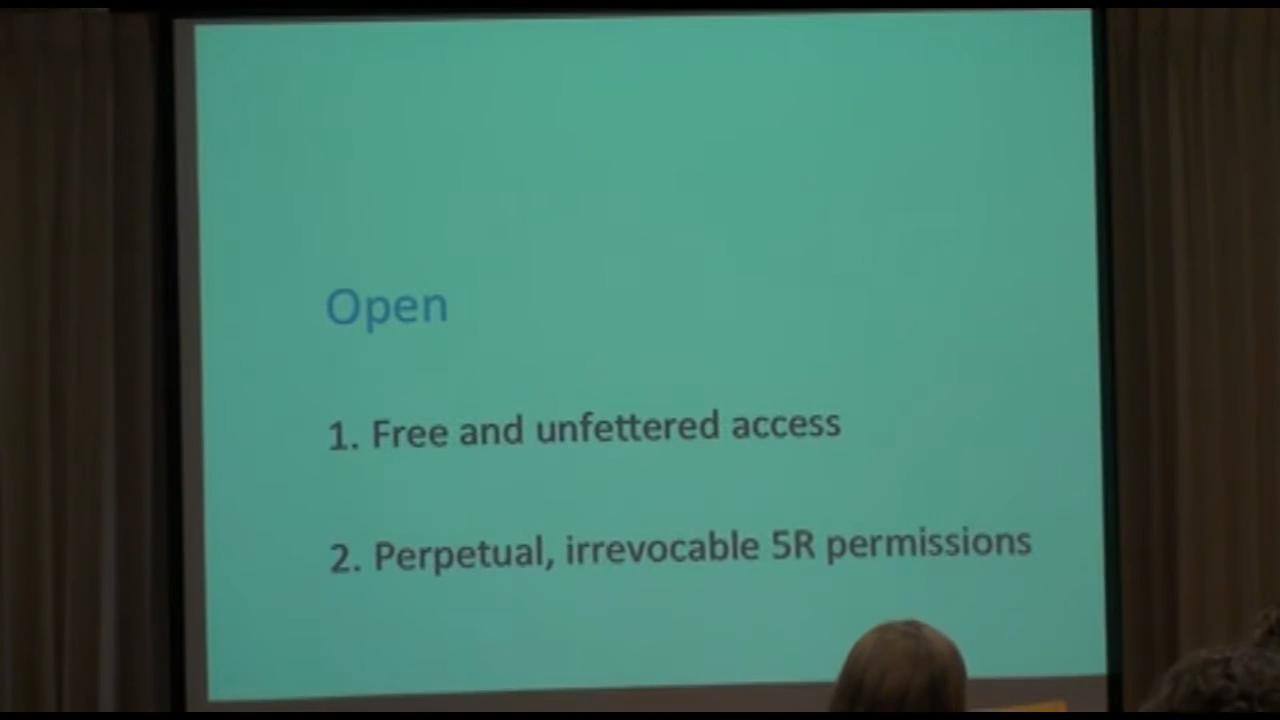 Open
1. Free and unfettered access
2. Perpetual, irrevocable 5R permissions